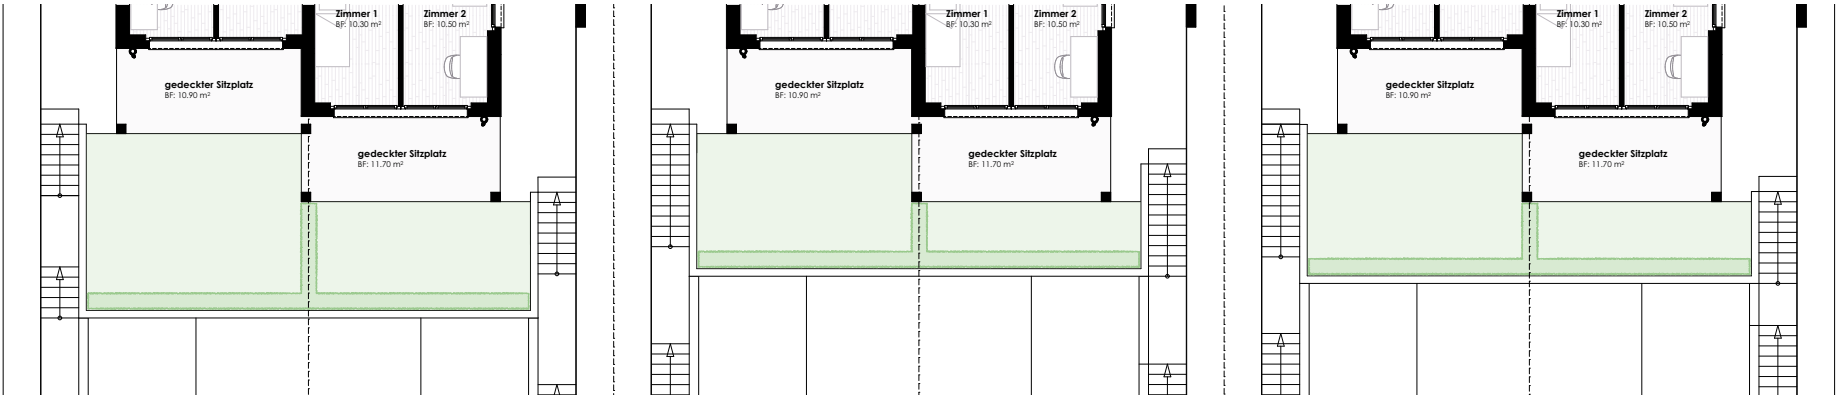 Zimmer 1
BF: 10.30 m²
Zimmer 2
BF: 10.50 m²
gedeckter Sitzplatz
BF: 10.90 m²
gedeckter Sitzplatz
BF: 11.70 m²
Zimmer 1
BF: 10.30 m²
Zimmer 2
BF: 10.50 m²
gedeckter Sitzplatz
BF: 10.90 m²
gedeckter Sitzplatz
BF: 11.70 m²
Zimmer 1
BF: 10.30 m²
Zimmer 2
BF: 10.50 m²
gedeckter Sitzplatz
BF: 10.90 m²
gedeckter Sitzplatz
BF: 11.70 m²